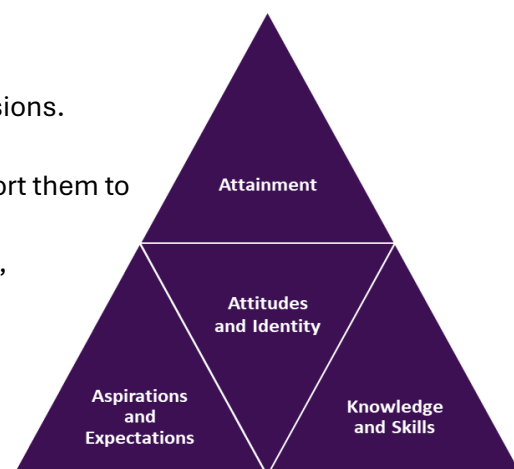 sions.
ort them to
,
Attainment
Attitudes
and Identity
Aspirations
and
Expectations
Knowledge
and Skills